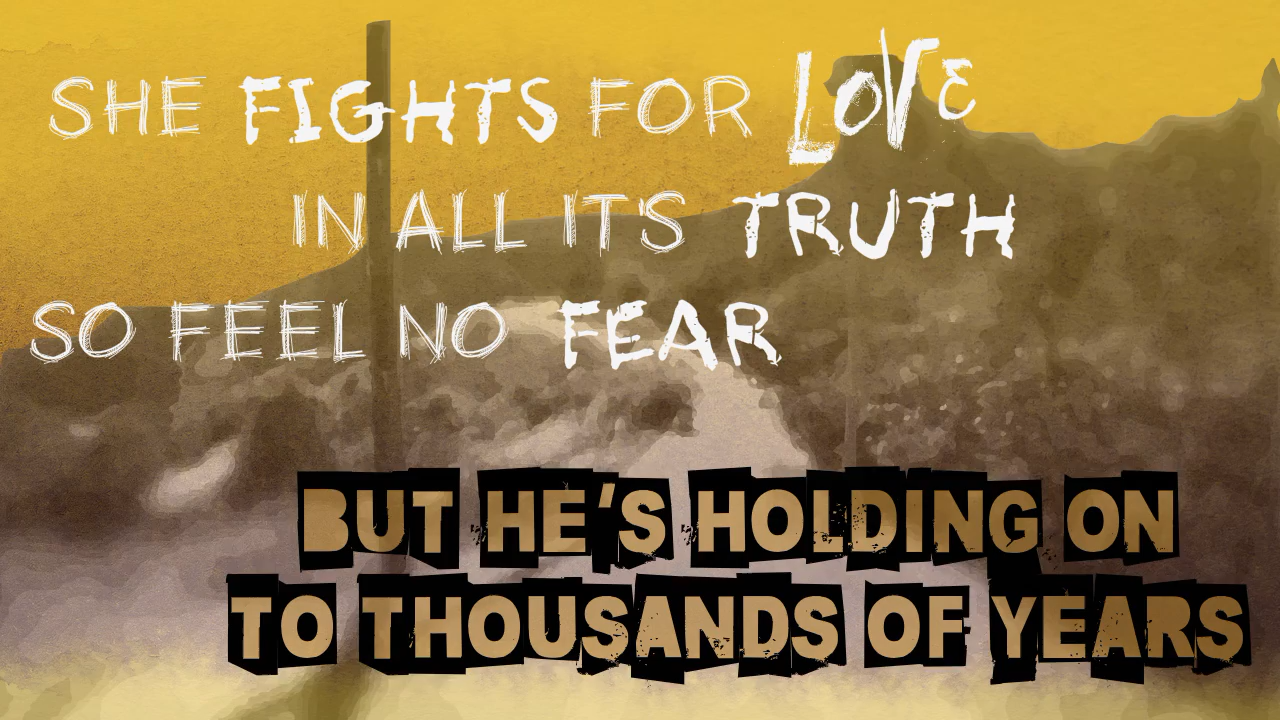 SHE FIGHTS FOR LOVE
IN ALL IT'S TRUTH
SO FEEL NO FEAR
BUT HE'S HOLDING ON
TO THOUSANDS OF YEARS